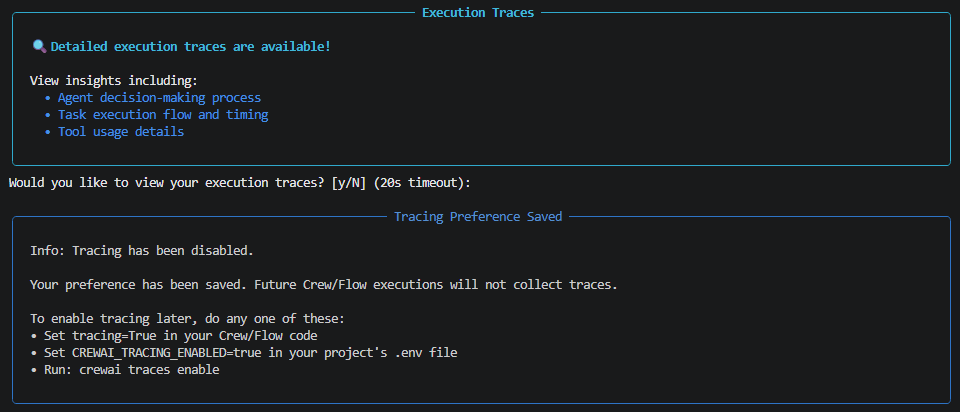 Execution Traces
🔍 Detailed execution traces are available!
View insights including:
• Agent decision-making process
• Task execution flow and timing
• Tool usage details
Would you like to view your execution traces? [y/N] (20s timeout):
Tracing Preference Saved
Info: Tracing has been disabled.
Your preference has been saved. Future Crew/Flow executions will not collect traces.
To enable tracing later, do any one of these:
• Set tracing=True in your Crew/Flow code
• Set CREWAI_TRACING_ENABLED=true in your project's .env file
• Run: crewai traces enable